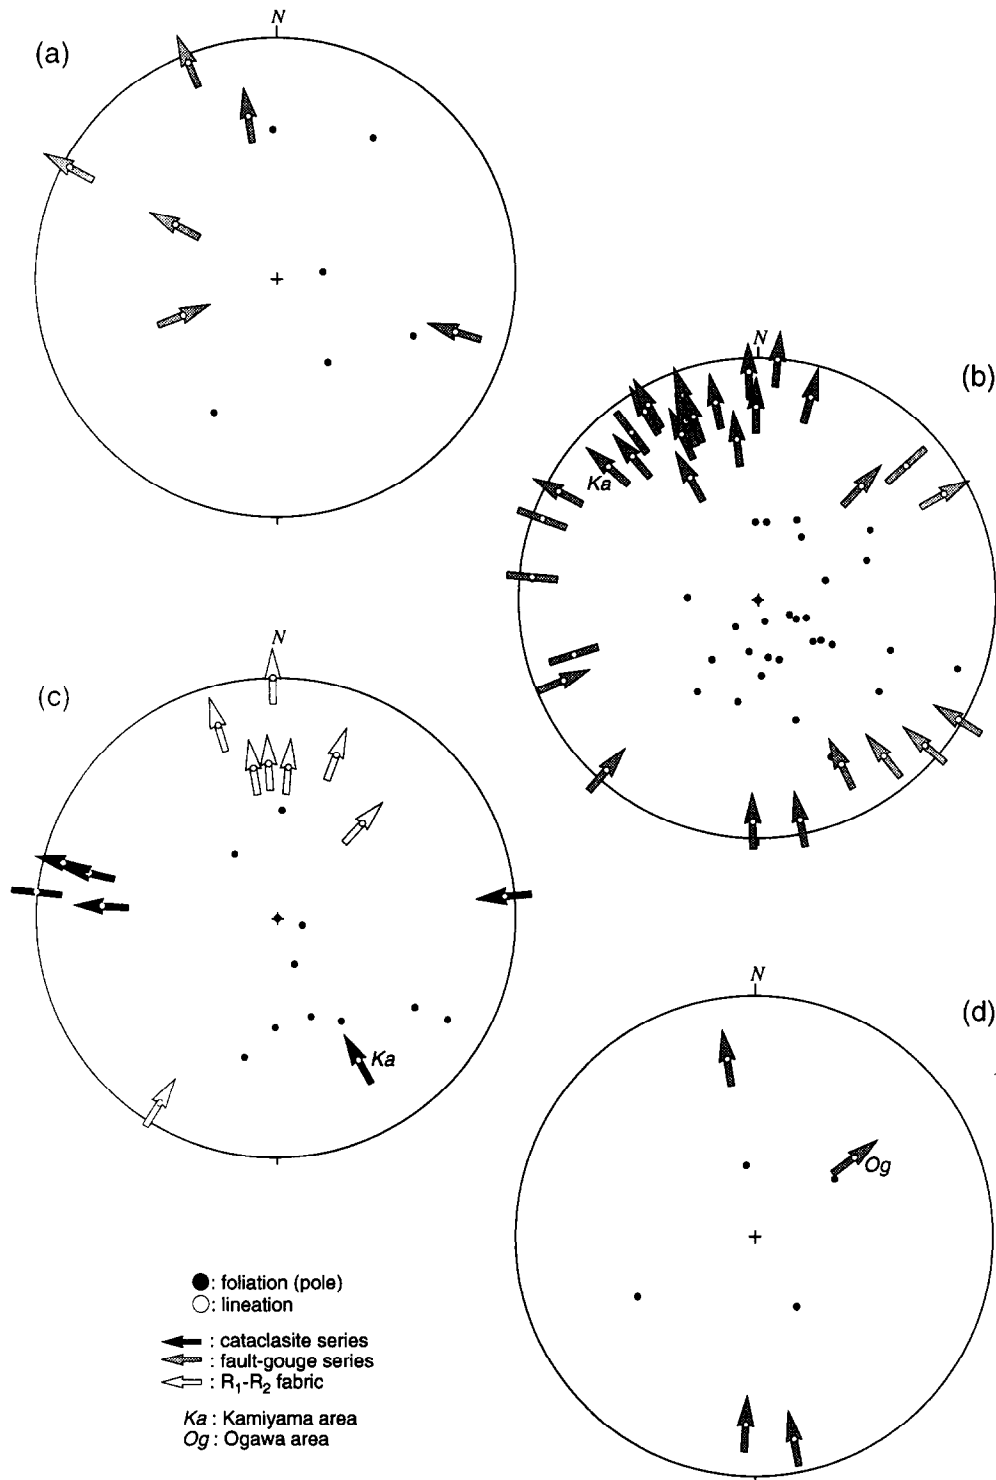 (a)
N
(b)
N
Ka
(c)
N
Ka
(d)
N
Og
: foliation (pole)
: lineation
: cataclasite series
: fault-gouge series
: R₁-R₂ fabric
Ka : Kamiyama area
Og : Ogawa area